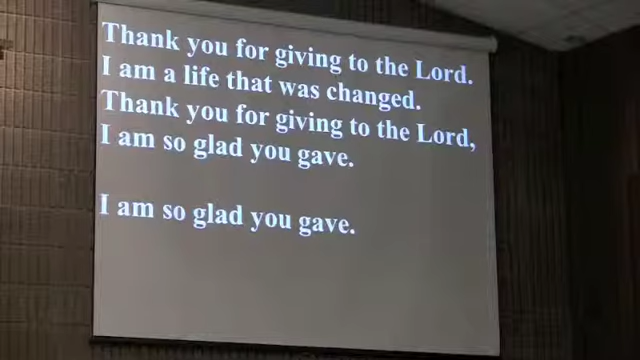 Thank you for giving to the Lord.
I am a life that was changed.
Thank you for giving to the Lord,
I am so glad you gave.
I am so glad you gave.